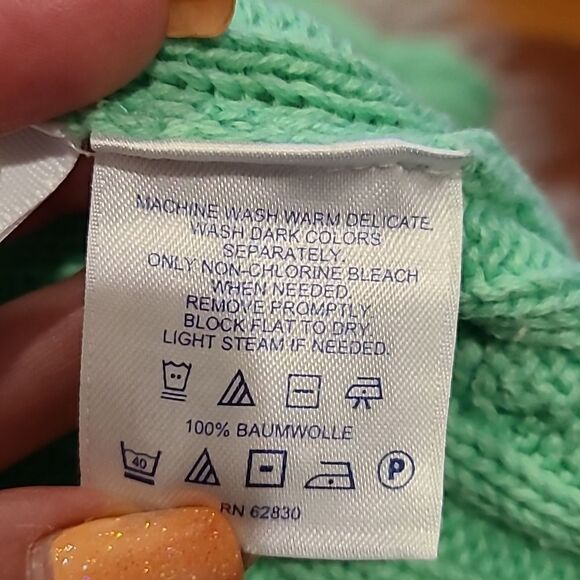 MACHINE WASH WARM DELICATE
WASH DARK COLORS
SEPARATELY.
ONLY NON-CHLORINE BLEACH
WHEN NEEDED.
REMOVE PROMPTLY.
BLOCK FLAT TO DRY.
LIGHT STEAM IF NEEDED.
100% BAUMWOLLE
40 P
RN 62830